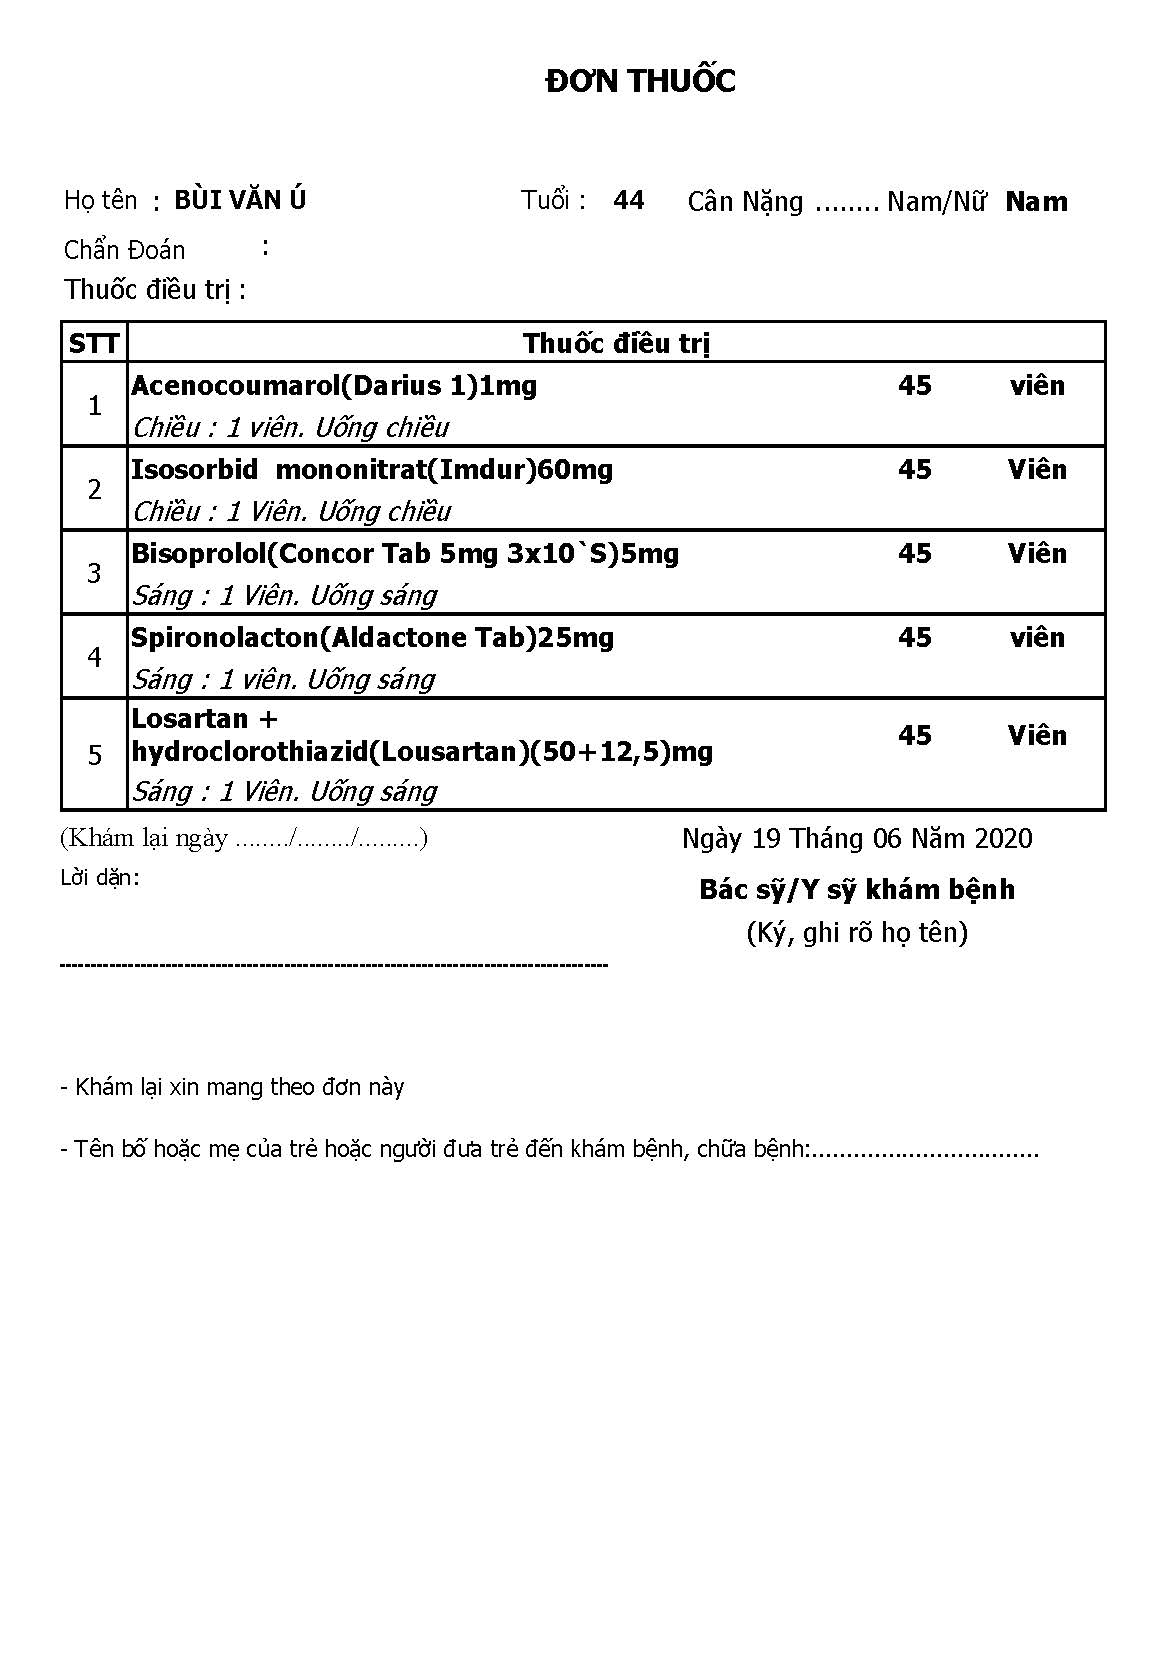 ĐƠN THUỐC
Họ tên : BÙI VĂN Ú Tuổi : 44 Cân Nặng ........ Nam/Nữ Nam
Chẩn Đoán :
Thuốc điều trị :
STT Thuốc điều trị
1 Acenocoumarol(Darius 1)1mg 45 viên
Chiều : 1 viên. Uống chiều
2 Isosorbid mononitrat(Imdur)60mg 45 Viên
Chiều : 1 Viên. Uống chiều
3 Bisoprolol(Concor Tab 5mg 3x10`S)5mg 45 Viên
Sáng : 1 Viên. Uống sáng
4 Spironolacton(Aldactone Tab)25mg 45 viên
Sáng : 1 viên. Uống sáng
5 Losartan +
hydroclorothiazid(Lousartan)(50+12,5)mg 45 Viên
Sáng : 1 Viên. Uống sáng
(Khám lại ngày ......../......../.........) Ngày 19 Tháng 06 Năm 2020
Lời dặn:
Bác sỹ/Y sỹ khám bệnh
(Ký, ghi rõ họ tên)
- Khám lại xin mang theo đơn này
- Tên bố hoặc mẹ của trẻ hoặc người đưa trẻ đến khám bệnh, chữa bệnh:.................................